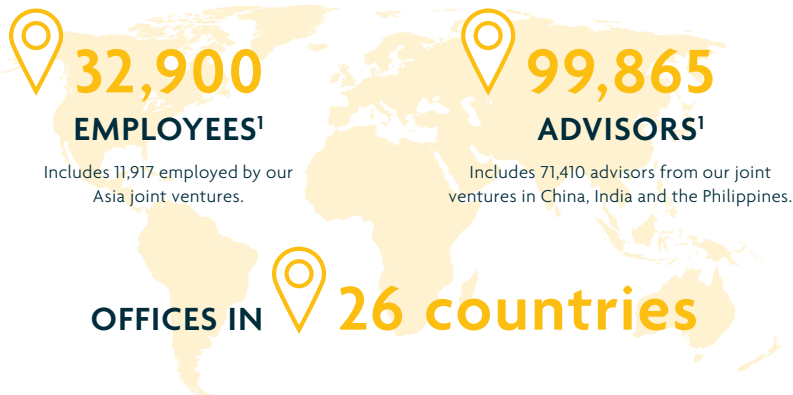 32,900
EMPLOYEES¹
Includes 11,917 employed by our
Asia joint ventures.
99,865
ADVISORS¹
Includes 71,410 advisors from our joint
ventures in China, India and the Philippines.
OFFICES IN 26 countries